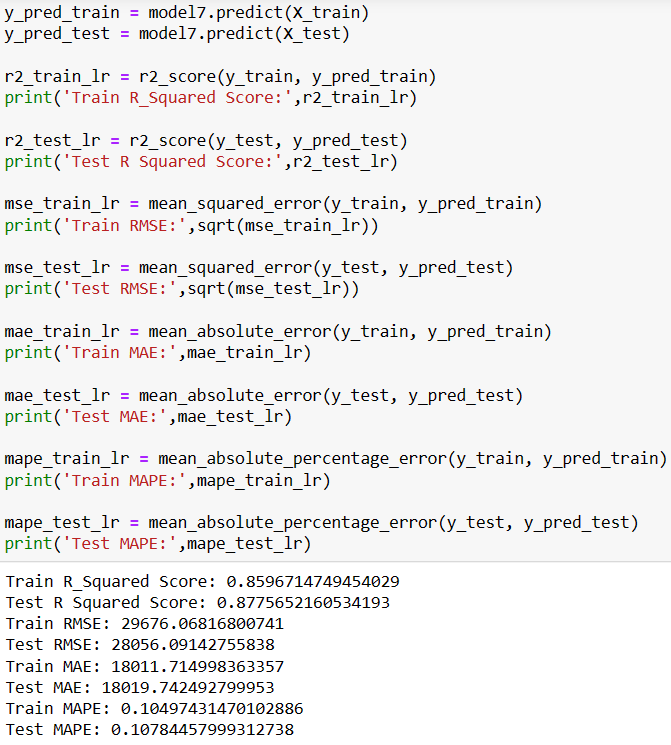 y_pred_train = model7.predict(X_train)
y_pred_test = model7.predict(X_test)
r2_train_lr = r2_score(y_train, y_pred_train)
print('Train R_Squared Score:',r2_train_lr)
r2_test_lr = r2_score(y_test, y_pred_test)
print('Test R Squared Score:',r2_test_lr)
mse_train_lr = mean_squared_error(y_train, y_pred_train)
print('Train RMSE:',sqrt(mse_train_lr))
mse_test_lr = mean_squared_error(y_test, y_pred_test)
print('Test RMSE:',sqrt(mse_test_lr))
mae_train_lr = mean_absolute_error(y_train, y_pred_train)
print('Train MAE:',mae_train_lr)
mae_test_lr = mean_absolute_error(y_test, y_pred_test)
print('Test MAE:',mae_test_lr)
mape_train_lr = mean_absolute_percentage_error(y_train, y_pred_train)
print('Train MAPE:',mape_train_lr)
mape_test_lr = mean_absolute_percentage_error(y_test, y_pred_test)
print('Test MAPE:',mape_test_lr)
Train R_Squared Score: 0.8596714749454029
Test R Squared Score: 0.8775652160534193
Train RMSE: 29676.06816800741
Test RMSE: 28056.09142755838
Train MAE: 18011.714998363357
Test MAE: 18019.742492799953
Train MAPE: 0.10497431470102886
Test MAPE: 0.10784457999312738